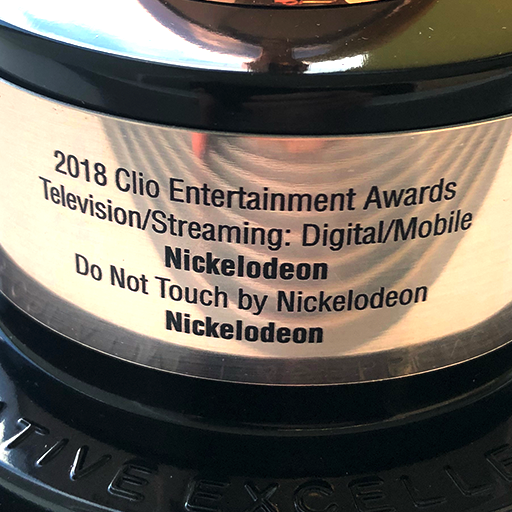 2018 Clio Entertainment Awards
Television/Streaming: Digital/Mobile
Nickelodeon
Do Not Touch by Nickelodeon
Nickelodeon